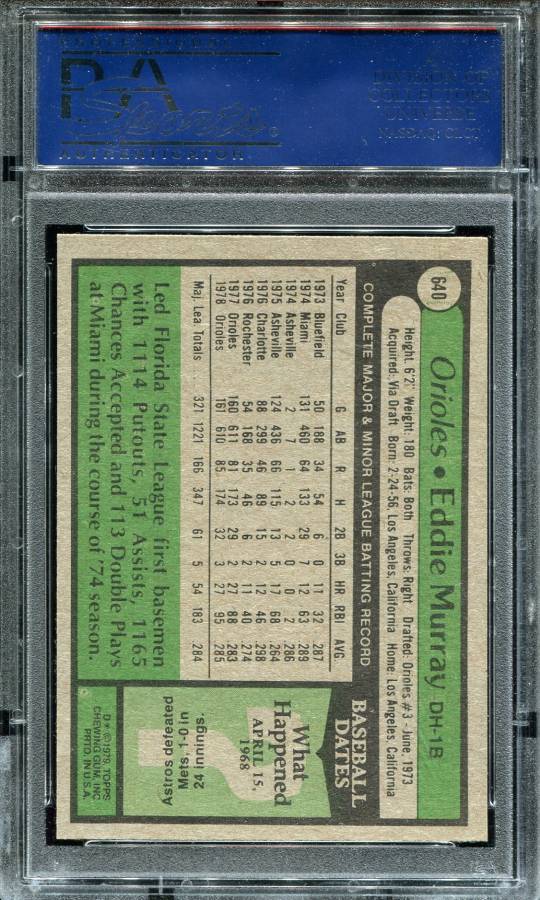 COLLECTIBLES
PSA
Sports®
AUTHENTICATOR
A
DIVISION OF
COLLECTORS
UNIVERSE
NASDAQ: CLCT
640
Orioles • Eddie Murray DH-1B
Height: 6'2" Weight: 180 Bats: Both Throws: Right Drafted: Orioles #3 - June, 1973
Acquired: Via Draft Born: 2-24-56, Los Angeles, California Home: Los Angeles, California
COMPLETE MAJOR & MINOR LEAGUE BATTING RECORD
Year Club G AB R H 2B 3B HR RBI AVG
1973 Bluefield 50 188 34 54 6 0 11 32 287
1974 Miami 131 460 64 133 29 7 12 63 289
1974 Asheville 2 7 1 2 2 0 0 2 286
1975 Asheville 124 436 66 115 13 5 17 68 264
1976 Charlotte 88 299 46 89 15 2 12 46 298
1976 Rochester 54 168 35 46 6 2 11 40 274
1977 Orioles 160 611 81 173 29 2 27 88 283
1978 Orioles 161 610 85 174 32 3 27 95 285
Maj. Lea. Totals 321 1221 166 347 61 5 54 183 284
Led Florida State League first basemen
with 1114 Putouts, 51 Assists, 1165
Chances Accepted and 113 Double Plays
at Miami during the course of '74 season.
BASEBALL
DATES
What
Happened
APRIL 15,
1968
Astros defeated
Mets, 1-0 in
24 innings.
D* ©1979, TOPPS
CHEWING GUM, INC
PRTD. IN U.S.A.